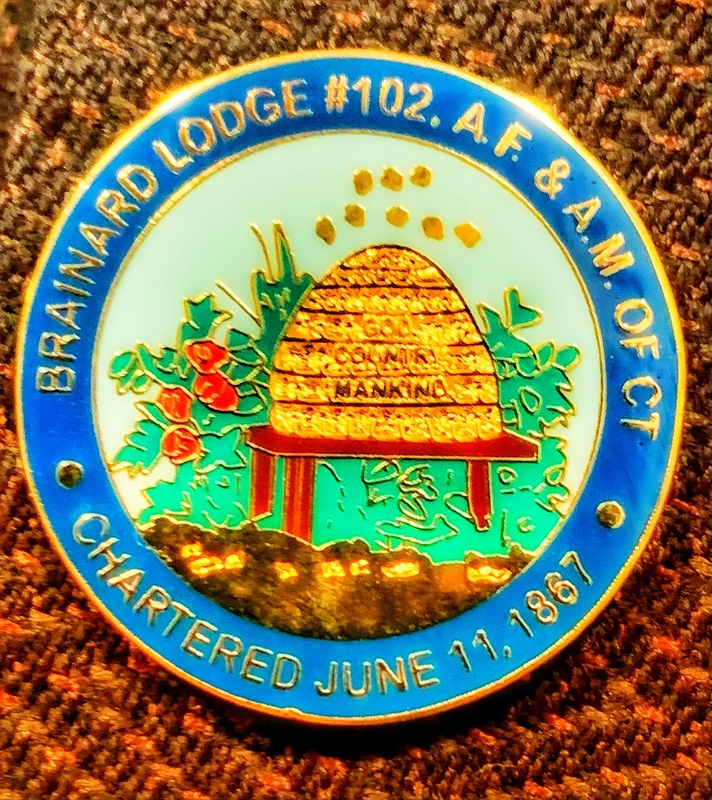 BRAINARD LODGE #102. A.F. & A.M. OF CT
GOD
COUNTRY
MANKIND
CHARTERED JUNE 11, 1867